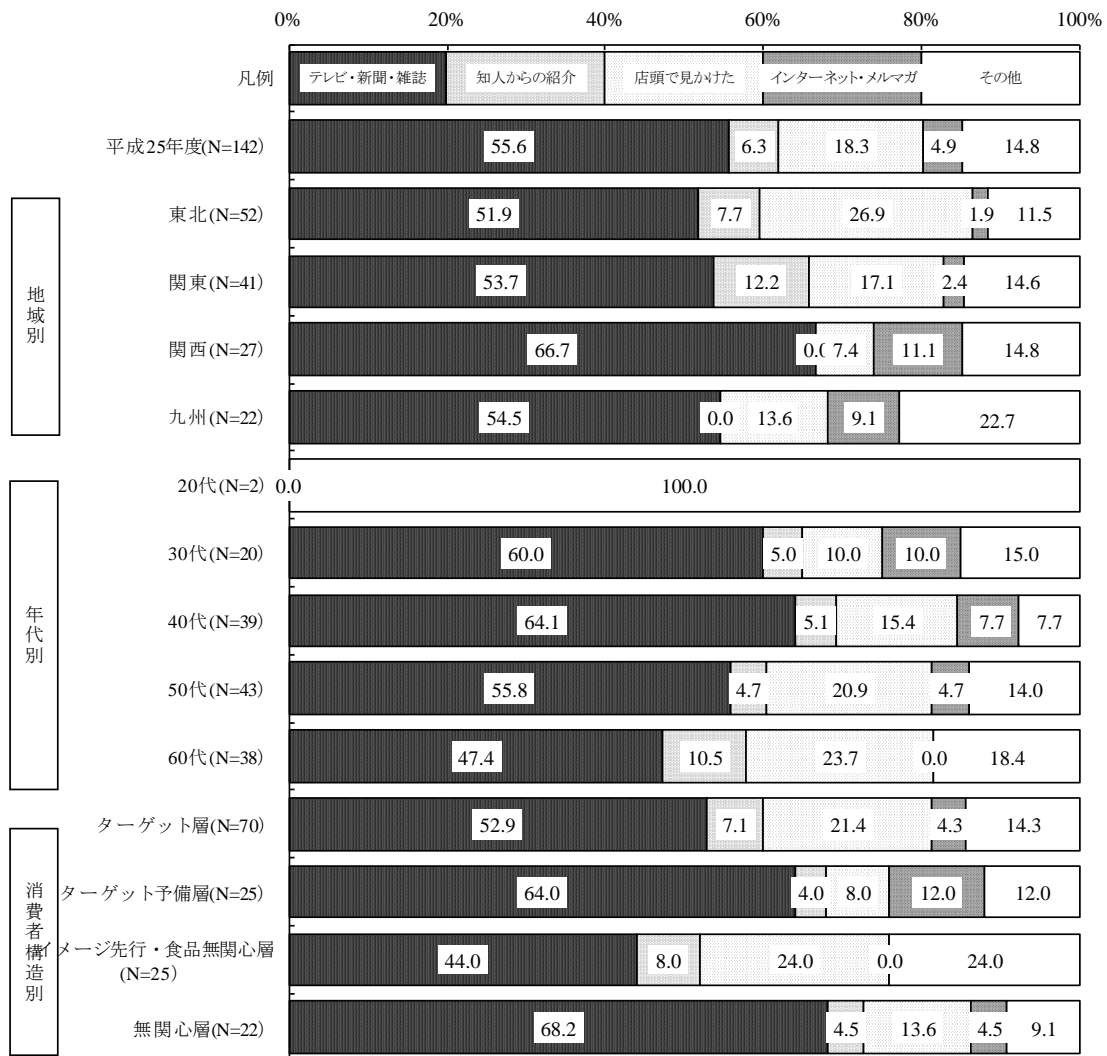 0% 20% 40% 60% 80% 100%
凡例 テレビ・新聞・雑誌 知人からの紹介 店頭で見かけた インターネット・メルマガ その他
平成25年度(N=142) 55.6 6.3 18.3 4.9 14.8
地域別
東北(N=52) 51.9 7.7 26.9 1.9 11.5
関東(N=41) 53.7 12.2 17.1 2.4 14.6
関西(N=27) 66.7 0.0 7.4 11.1 14.8
九州(N=22) 54.5 0.0 13.6 9.1 22.7
年代別
20代(N=2) 0.0 100.0
30代(N=20) 60.0 5.0 10.0 10.0 15.0
40代(N=39) 64.1 5.1 15.4 7.7 7.7
50代(N=43) 55.8 4.7 20.9 4.7 14.0
60代(N=38) 47.4 10.5 23.7 0.0 18.4
消費者構造別
ターゲット層(N=70) 52.9 7.1 21.4 4.3 14.3
ターゲット予備層(N=25) 64.0 4.0 8.0 12.0 12.0
イメージ先行・食品無関心層
(N=25) 44.0 8.0 24.0 0.0 24.0
無関心層(N=22) 68.2 4.5 13.6 4.5 9.1